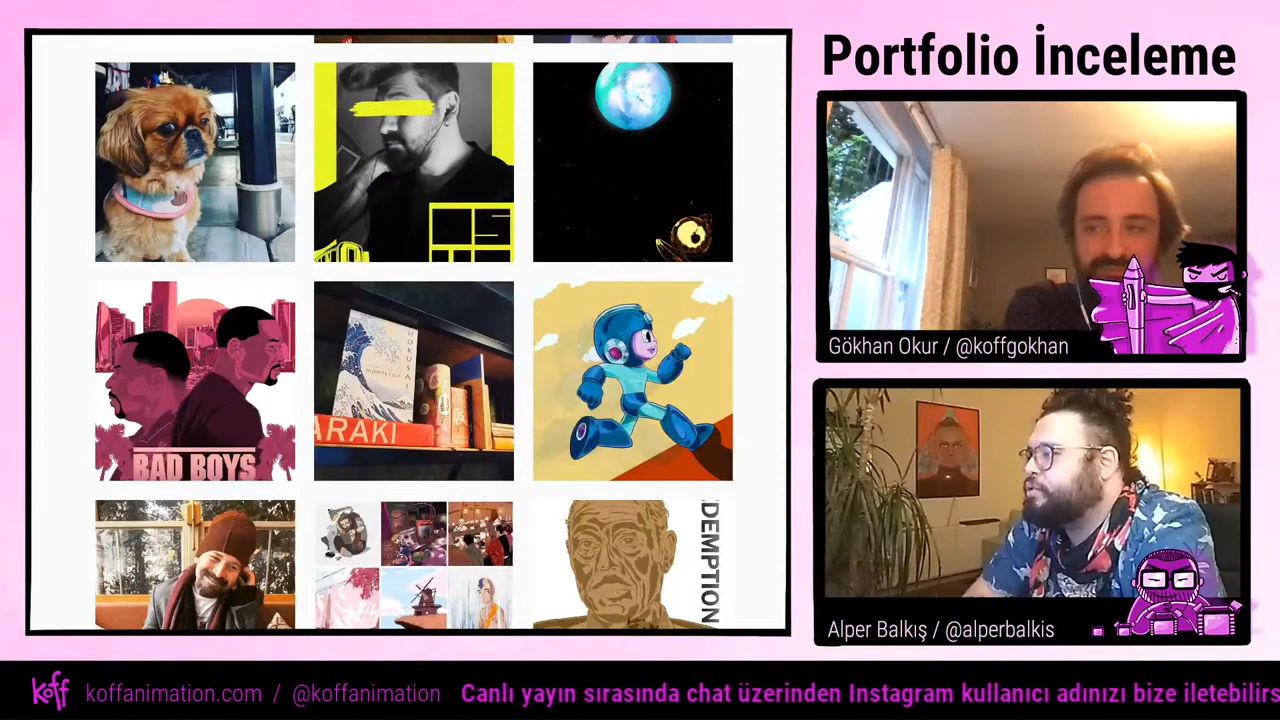 Portfolio İnceleme
HOKUSAI
ARAKI
BAD BOYS
DEMPTION
Gökhan Okur / @koffgokhan
Alper Balkış / @alperbalkis
koff koffanimation.com / @koffanimation Canlı yayın sırasında chat üzerinden Instagram kullanıcı adınızı bize iletebilirs